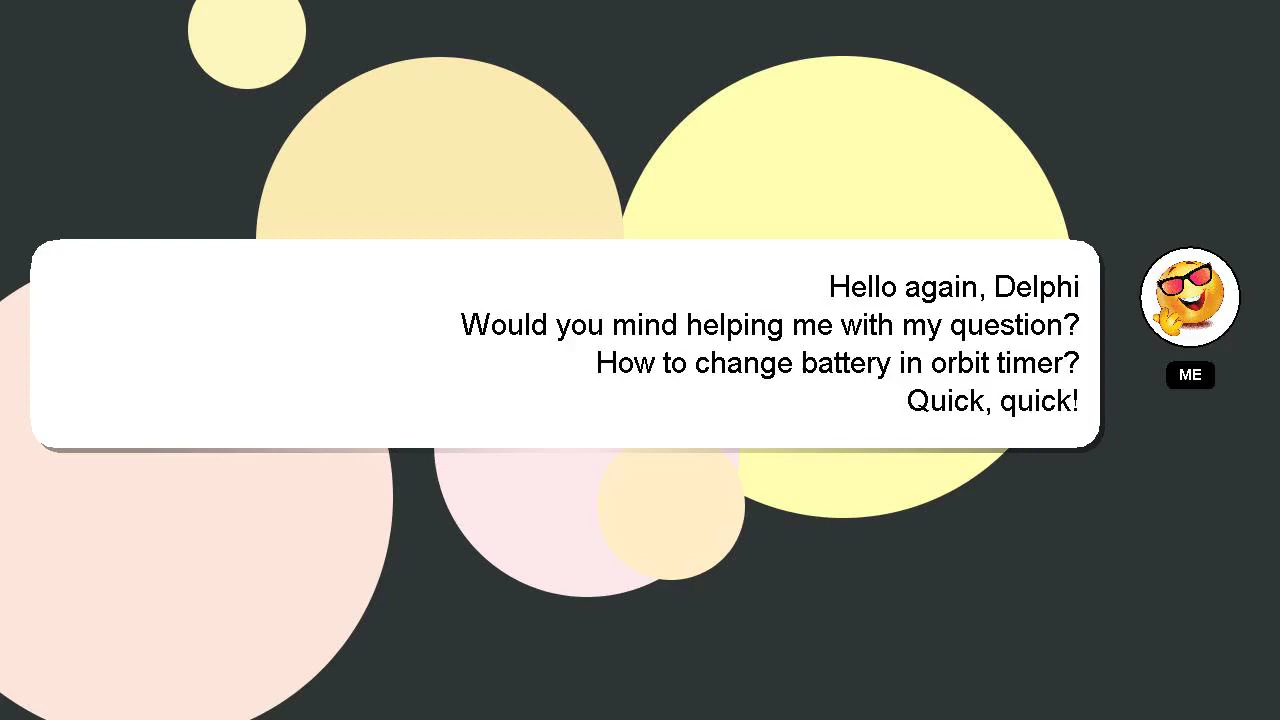 Hello again, Delphi
Would you mind helping me with my question?
How to change battery in orbit timer?
Quick, quick!
ME